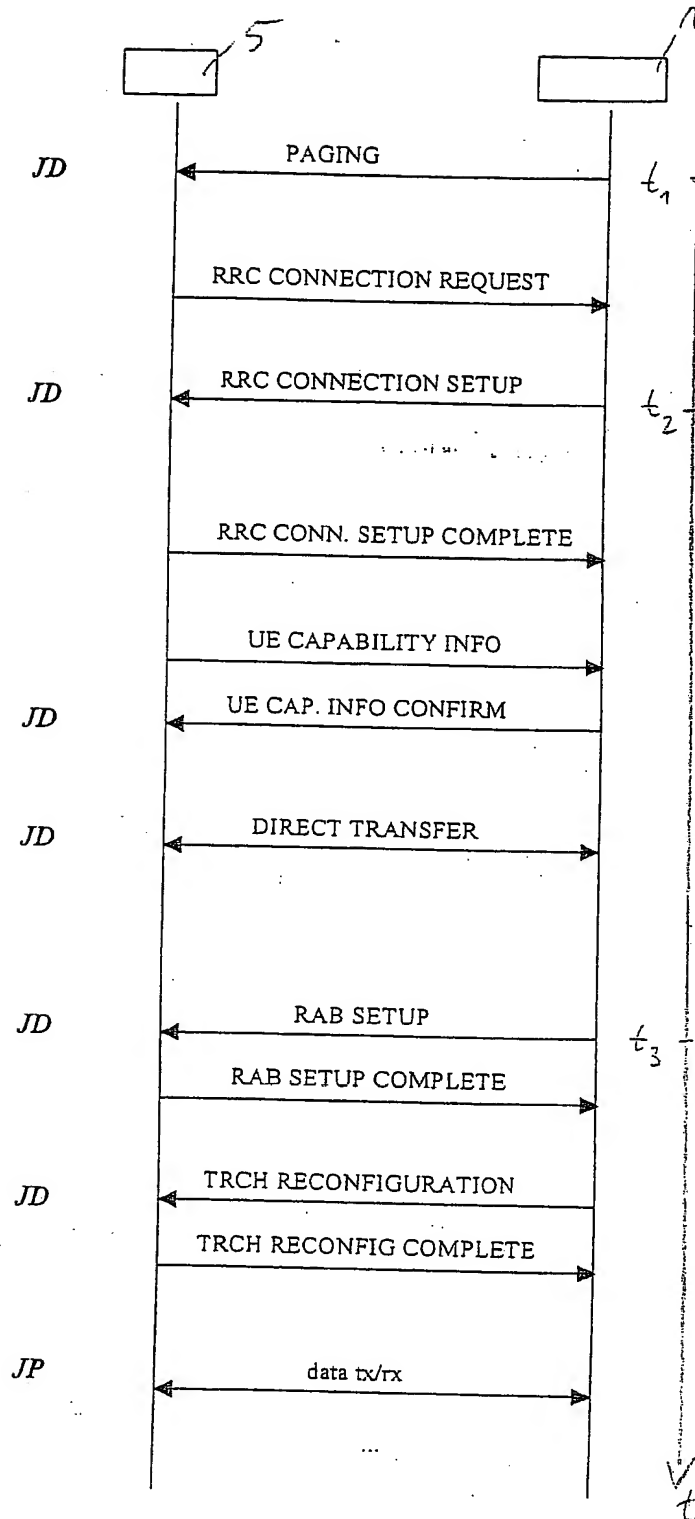 5 1
JD PAGING t₁
RRC CONNECTION REQUEST
JD RRC CONNECTION SETUP t₂
RRC CONN. SETUP COMPLETE
UE CAPABILITY INFO
JD UE CAP. INFO CONFIRM
JD DIRECT TRANSFER
JD RAB SETUP t₃
RAB SETUP COMPLETE
JD TRCH RECONFIGURATION
TRCH RECONFIG COMPLETE
JP data tx/rx
...
t